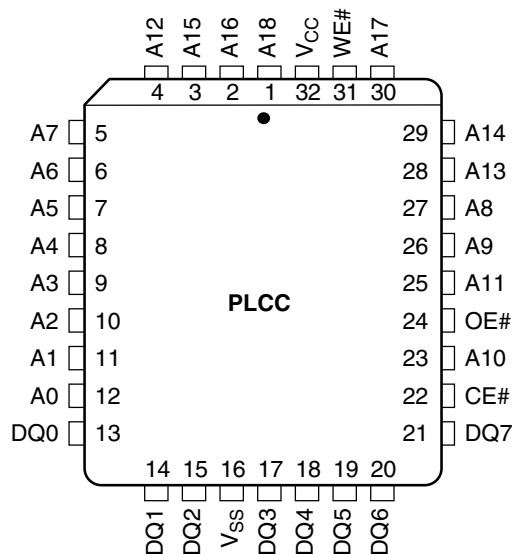 A12 A15 A16 A18 VCC WE# A17
4 3 2 1 32 31 30
A7 5 29 A14
A6 6 28 A13
A5 7 27 A8
A4 8 26 A9
A3 9 25 A11
PLCC
A2 10 24 OE#
A1 11 23 A10
A0 12 22 CE#
DQ0 13 21 DQ7
14 15 16 17 18 19 20
DQ1 DQ2 VSS DQ3 DQ4 DQ5 DQ6